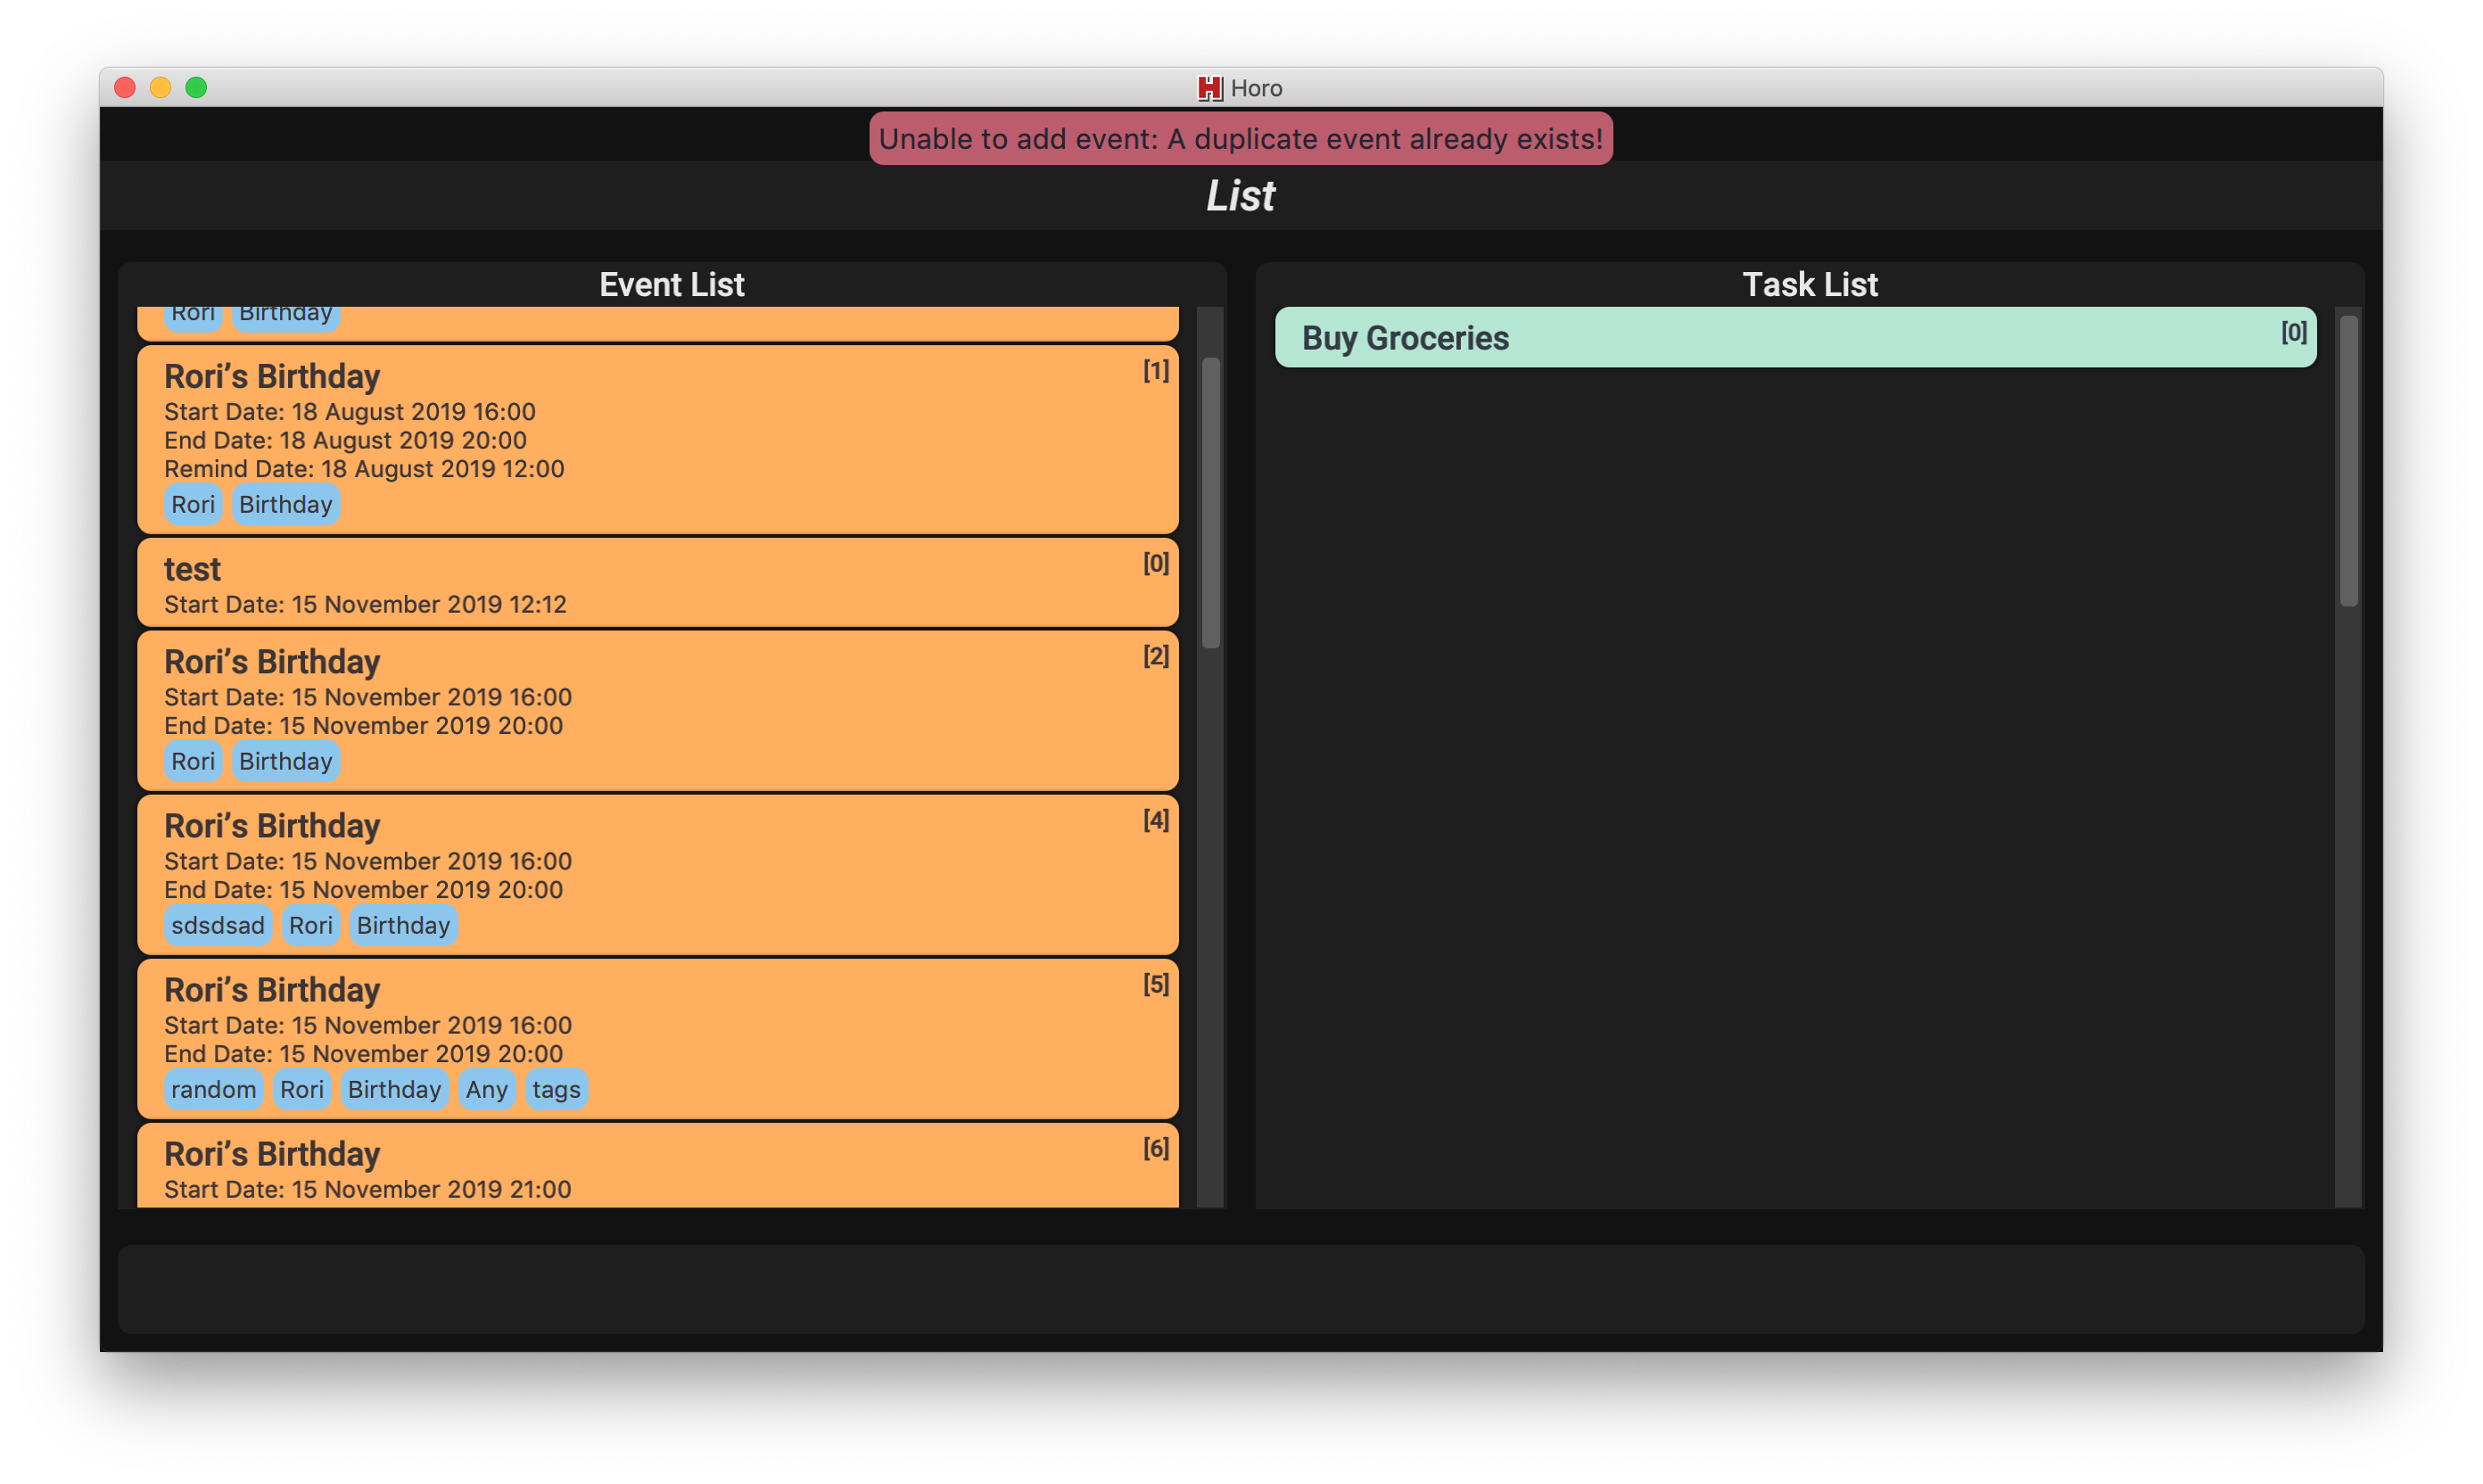 Horo
Unable to add event: A duplicate event already exists!
List
Event List
Rori Birthday
Rori’s Birthday [1]
Start Date: 18 August 2019 16:00
End Date: 18 August 2019 20:00
Remind Date: 18 August 2019 12:00
Rori Birthday
test [0]
Start Date: 15 November 2019 12:12
Rori’s Birthday [2]
Start Date: 15 November 2019 16:00
End Date: 15 November 2019 20:00
Rori Birthday
Rori’s Birthday [4]
Start Date: 15 November 2019 16:00
End Date: 15 November 2019 20:00
sdsdsad Rori Birthday
Rori’s Birthday [5]
Start Date: 15 November 2019 16:00
End Date: 15 November 2019 20:00
random Rori Birthday Any tags
Rori’s Birthday [6]
Start Date: 15 November 2019 21:00
Task List
Buy Groceries [0]